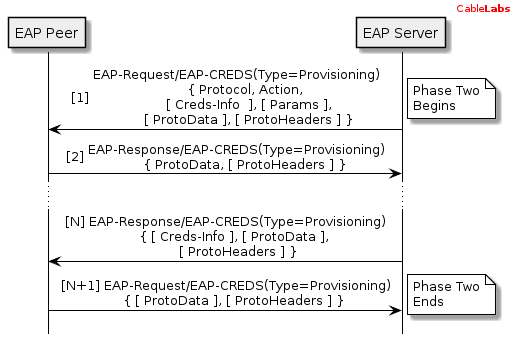 CableLabs
EAP Peer
EAP Server
EAP-Request/EAP-CREDS(Type=Provisioning)
[1]
{ Protocol, Action,
[ Creds-Info  ], [ Params ],
[ ProtoData ], [ ProtoHeaders ] }
Phase Two
Begins
[2] EAP-Response/EAP-CREDS(Type=Provisioning)
{ ProtoData, [ ProtoHeaders ] }
[N] EAP-Response/EAP-CREDS(Type=Provisioning)
{ [ Creds-Info ], [ ProtoData ],
[ ProtoHeaders ] }
[N+1] EAP-Request/EAP-CREDS(Type=Provisioning)
{ [ ProtoData ], [ ProtoHeaders ] }
Phase Two
Ends